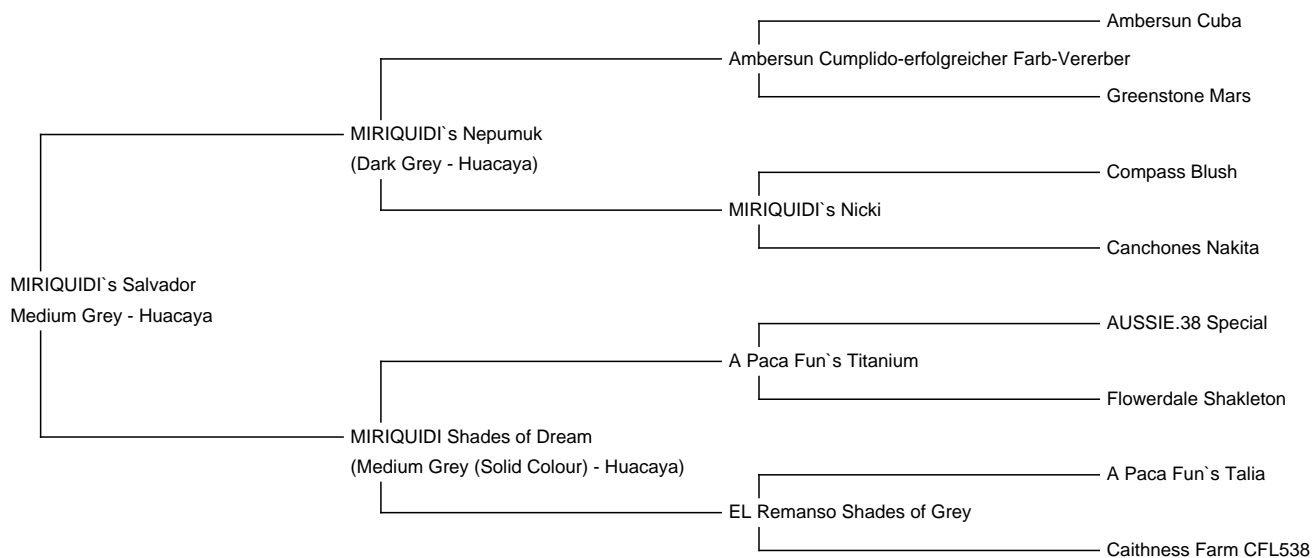 Ambersun Cuba
Ambersun Cumplido-erfolgreicher Farb-Vererber
Greenstone Mars
MIRIQUIDI`s Nepumuk
(Dark Grey - Huacaya)
Compass Blush
MIRIQUIDI`s Nicki
Canchones Nakita
MIRIQUIDI`s Salvador
Medium Grey - Huacaya
AUSSIE.38 Special
A Paca Fun`s Titanium
Flowerdale Shakleton
MIRIQUIDI Shades of Dream
(Medium Grey (Solid Colour) - Huacaya)
A Paca Fun`s Talia
EL Remanso Shades of Grey
Caithness Farm CFL538